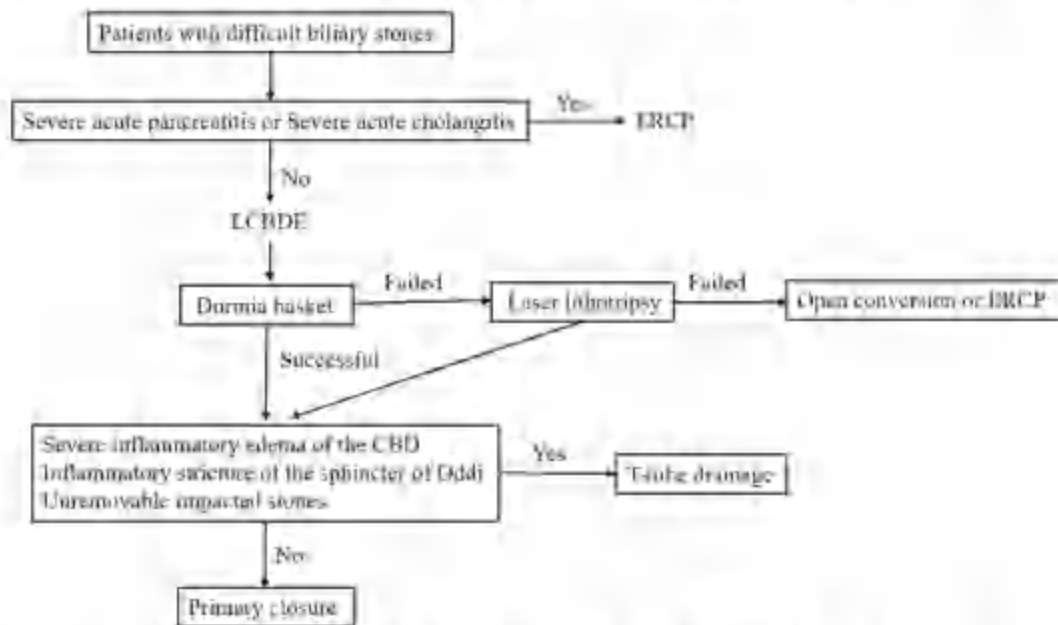 Patients with difficult biliary stones
Severe acute pancreatitis or Severe acute cholangitis
Yes
ERCP
No
LCBDE
Dormia basket
Failed
Laser lithotripsy
Failed
Open conversion or ERCP
Successful
Severe inflammatory edema of the CBD
Inflammatory stricture of the sphincter of Oddi
Unremovable impacted stones
Yes
T-tube drainage
No
Primary closure